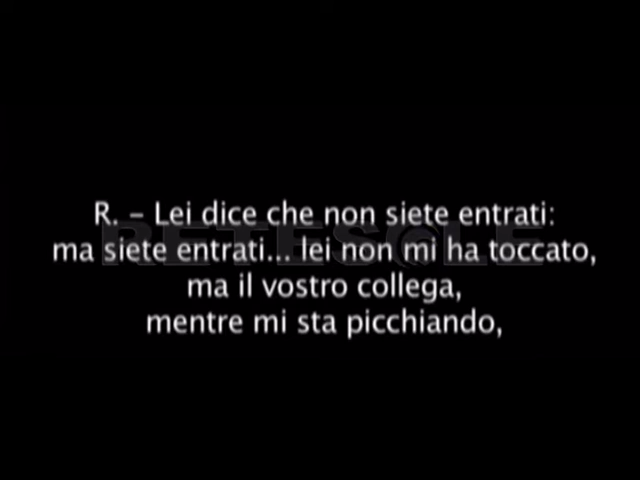 R. – Lei dice che non siete entrati:
ma siete entrati... lei non mi ha toccato,
ma il vostro collega,
mentre mi sta picchiando,
RETESOLE